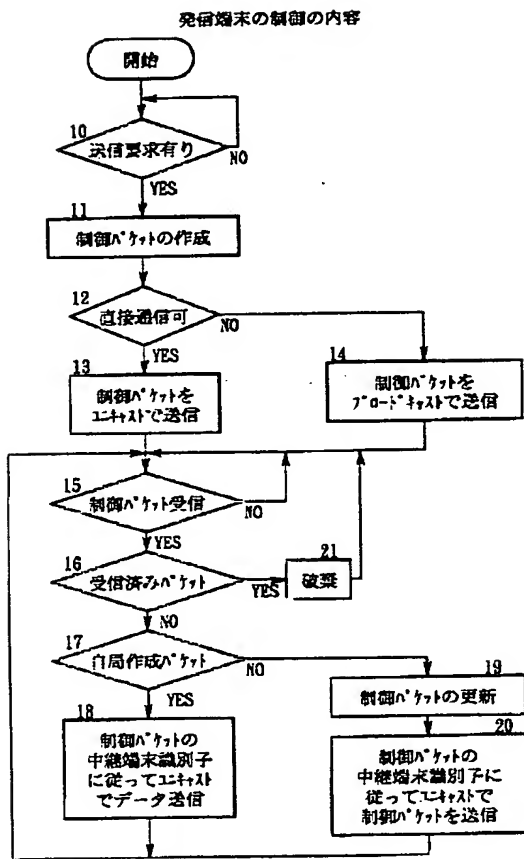 発信端末の制御の内容
開始
10
送信要求有り
NO
YES
11
制御パケットの作成
12
直接通信可
NO
YES
13
制御パケットを
ユニキャストで送信
14
制御パケットを
ブロードキャストで送信
15
制御パケット受信
NO
YES
16
受信済みパケット
YES
21
破棄
NO
17
自局作成パケット
NO
YES
18
制御パケットの
中継端末識別子
に従ってユニキャスト
でデータ送信
19
制御パケットの更新
20
制御パケットの
中継端末識別子に
従ってユニキャストで
制御パケットを送信